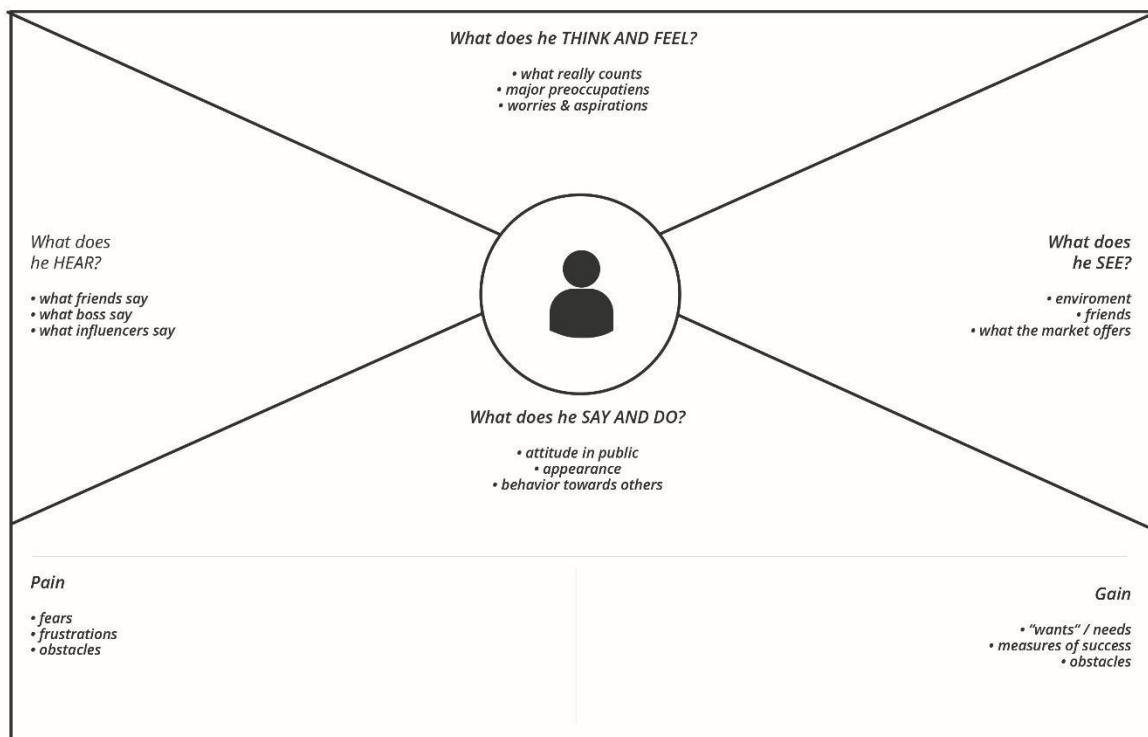 What does he THINK AND FEEL?
• what really counts
• major preoccupatiens
• worries & aspirations
What does
he HEAR?
• what friends say
• what boss say
• what influencers say
What does
he SEE?
• enviroment
• friends
• what the market offers
What does he SAY AND DO?
• attitude in public
• appearance
• behavior towards others
Pain
• fears
• frustrations
• obstacles
Gain
• “wants” / needs
• measures of success
• obstacles